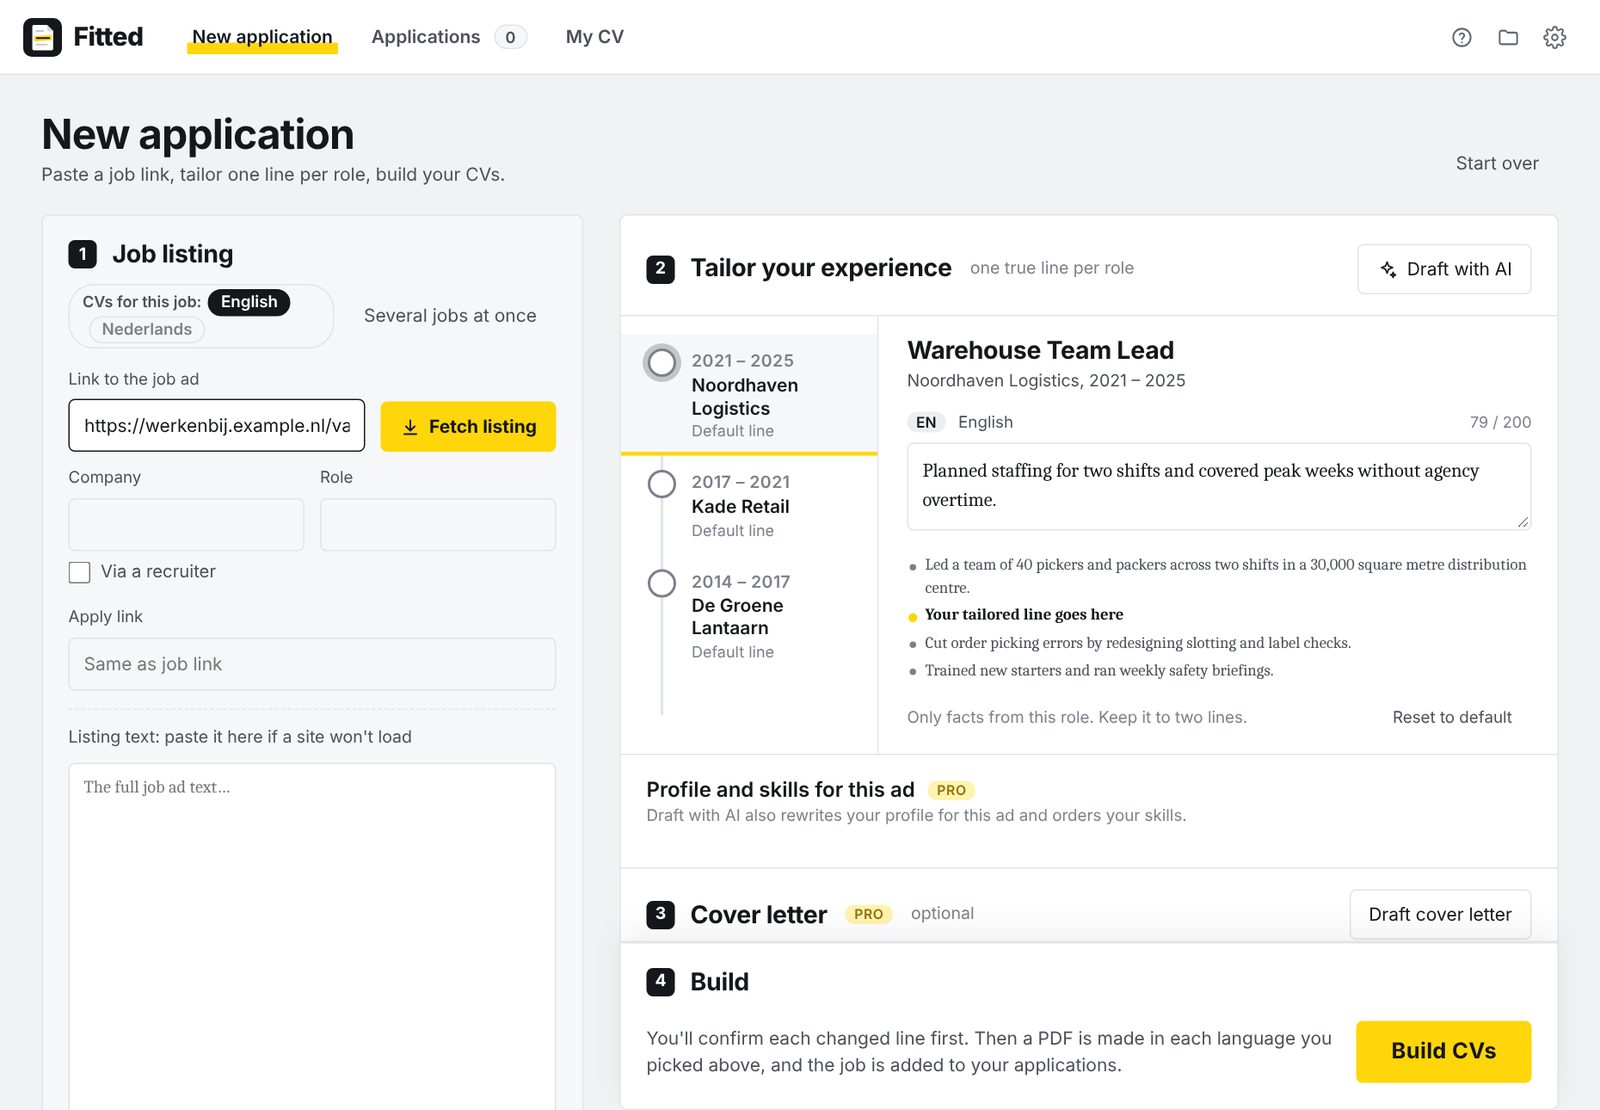 Fitted
New application
Applications 0
My CV
New application
Paste a job link, tailor one line per role, build your CVs.
Start over
1 Job listing
CVs for this job: English
Nederlands
Several jobs at once
Link to the job ad
https://werkenbij.example.nl/va
Fetch listing
Company
Role
Via a recruiter
Apply link
Same as job link
Listing text: paste it here if a site won't load
The full job ad text...
2 Tailor your experience one true line per role
Draft with AI
2021 – 2025
Noordhaven
Logistics
Default line
2017 – 2021
Kade Retail
Default line
2014 – 2017
De Groene
Lantaarn
Default line
Warehouse Team Lead
Noordhaven Logistics, 2021 – 2025
EN English
79 / 200
Planned staffing for two shifts and covered peak weeks without agency
overtime.
Led a team of 40 pickers and packers across two shifts in a 30,000 square metre distribution
centre.
Your tailored line goes here
Cut order picking errors by redesigning slotting and label checks.
Trained new starters and ran weekly safety briefings.
Only facts from this role. Keep it to two lines.
Reset to default
Profile and skills for this ad PRO
Draft with AI also rewrites your profile for this ad and orders your skills.
3 Cover letter PRO optional
Draft cover letter
4 Build
You'll confirm each changed line first. Then a PDF is made in each language you
picked above, and the job is added to your applications.
Build CVs